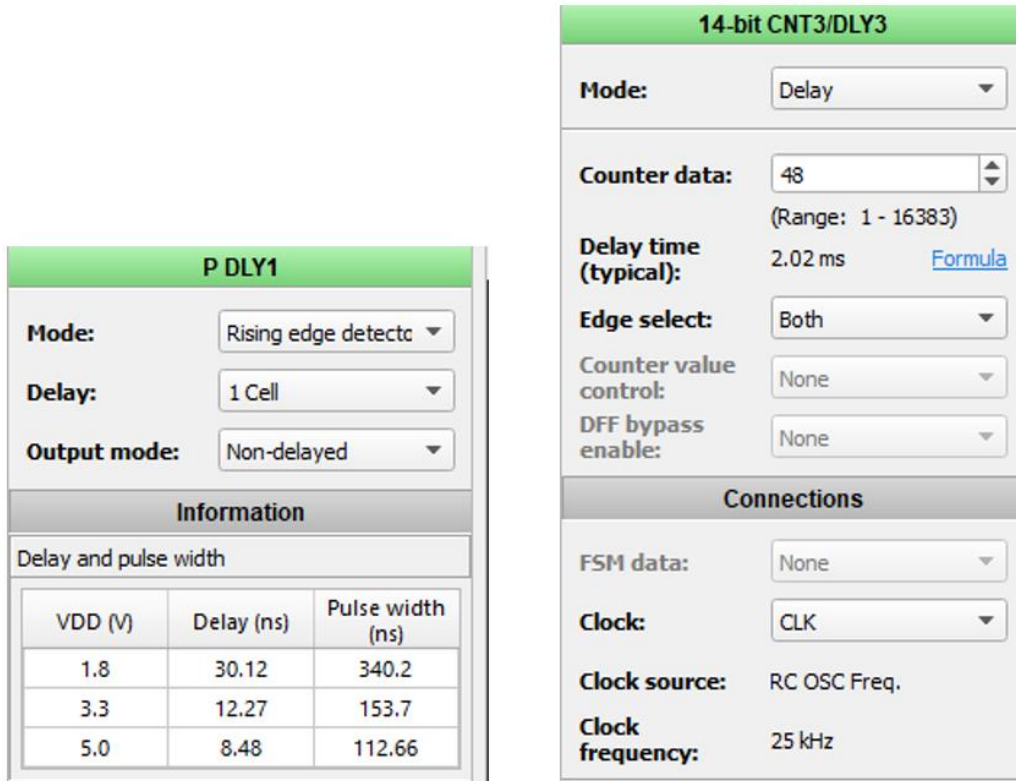 P DLY1
Mode: Rising edge detectc
Delay: 1 Cell
Output mode: Non-delayed
Information
Delay and pulse width
VDD (V) Delay (ns) Pulse width
(ns)
1.8 30.12 340.2
3.3 12.27 153.7
5.0 8.48 112.66
14-bit CNT3/DLY3
Mode: Delay
Counter data: 48
(Range: 1 - 16383)
Delay time
(typical): 2.02 ms Formula
Edge select: Both
Counter value
control: None
DFF bypass
enable: None
Connections
FSM data: None
Clock: CLK
Clock source: RC OSC Freq.
Clock
frequency: 25 kHz